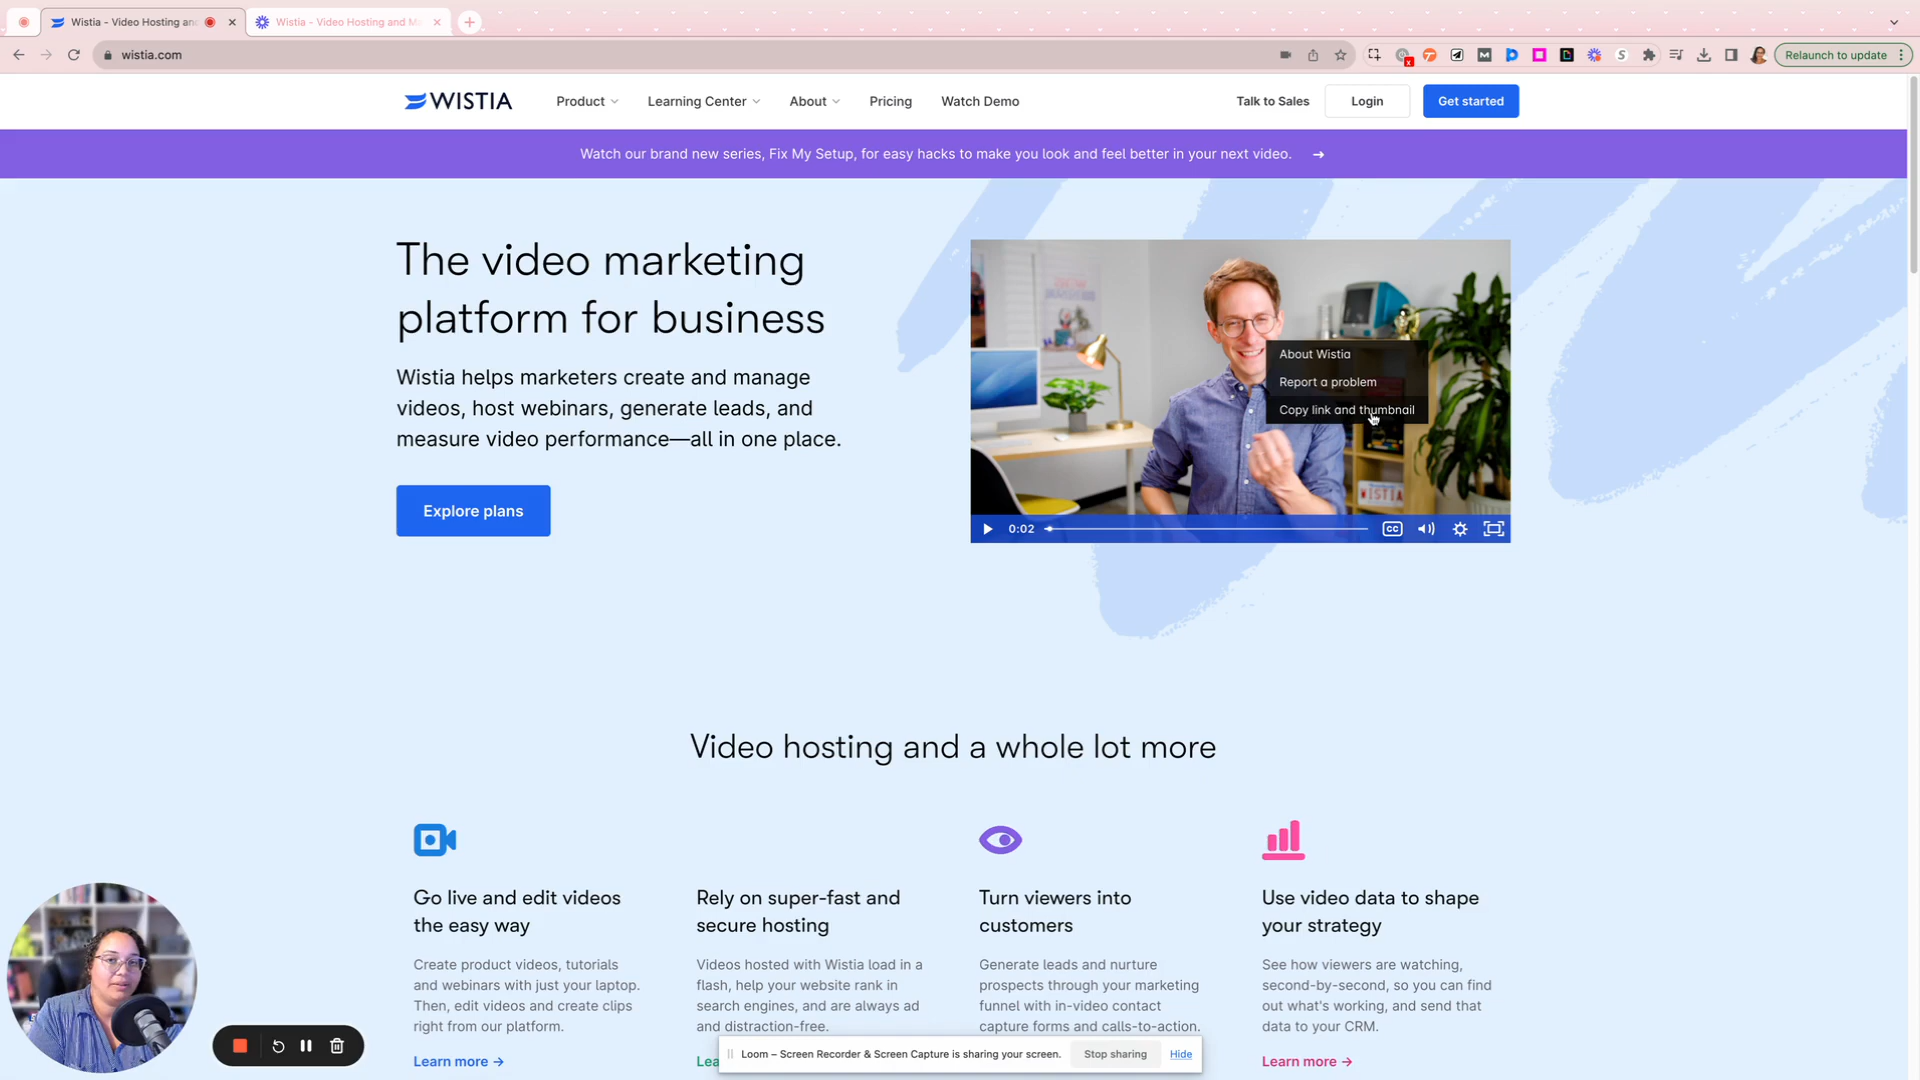 Wistia - Video Hosting and
Wistia - Video Hosting and M
wistia.com
Relaunch to update
WISTIA
Product
Learning Center
About
Pricing
Watch Demo
Talk to Sales
Login
Get started
Watch our brand new series, Fix My Setup, for easy hacks to make you look and feel better in your next video. →
The video marketing
platform for business
Wistia helps marketers create and manage
videos, host webinars, generate leads, and
measure video performance—all in one place.
Explore plans
About Wistia
Report a problem
Copy link and thumbnail
WISTIA
0:02
CC
Video hosting and a whole lot more
Go live and edit videos
the easy way
Create product videos, tutorials
and webinars with just your laptop.
Then, edit videos and create clips
right from our platform.
Learn more →
Rely on super-fast and
secure hosting
Videos hosted with Wistia load in a
flash, help your website rank in
search engines, and are always ad
and distraction-free.
Lea
Turn viewers into
customers
Generate leads and nurture
prospects through your marketing
funnel with in-video contact
capture forms and calls-to-action.
Use video data to shape
your strategy
See how viewers are watching,
second-by-second, so you can find
out what's working, and send that
data to your CRM.
Learn more →
Loom – Screen Recorder & Screen Capture is sharing your screen.
Stop sharing
Hide